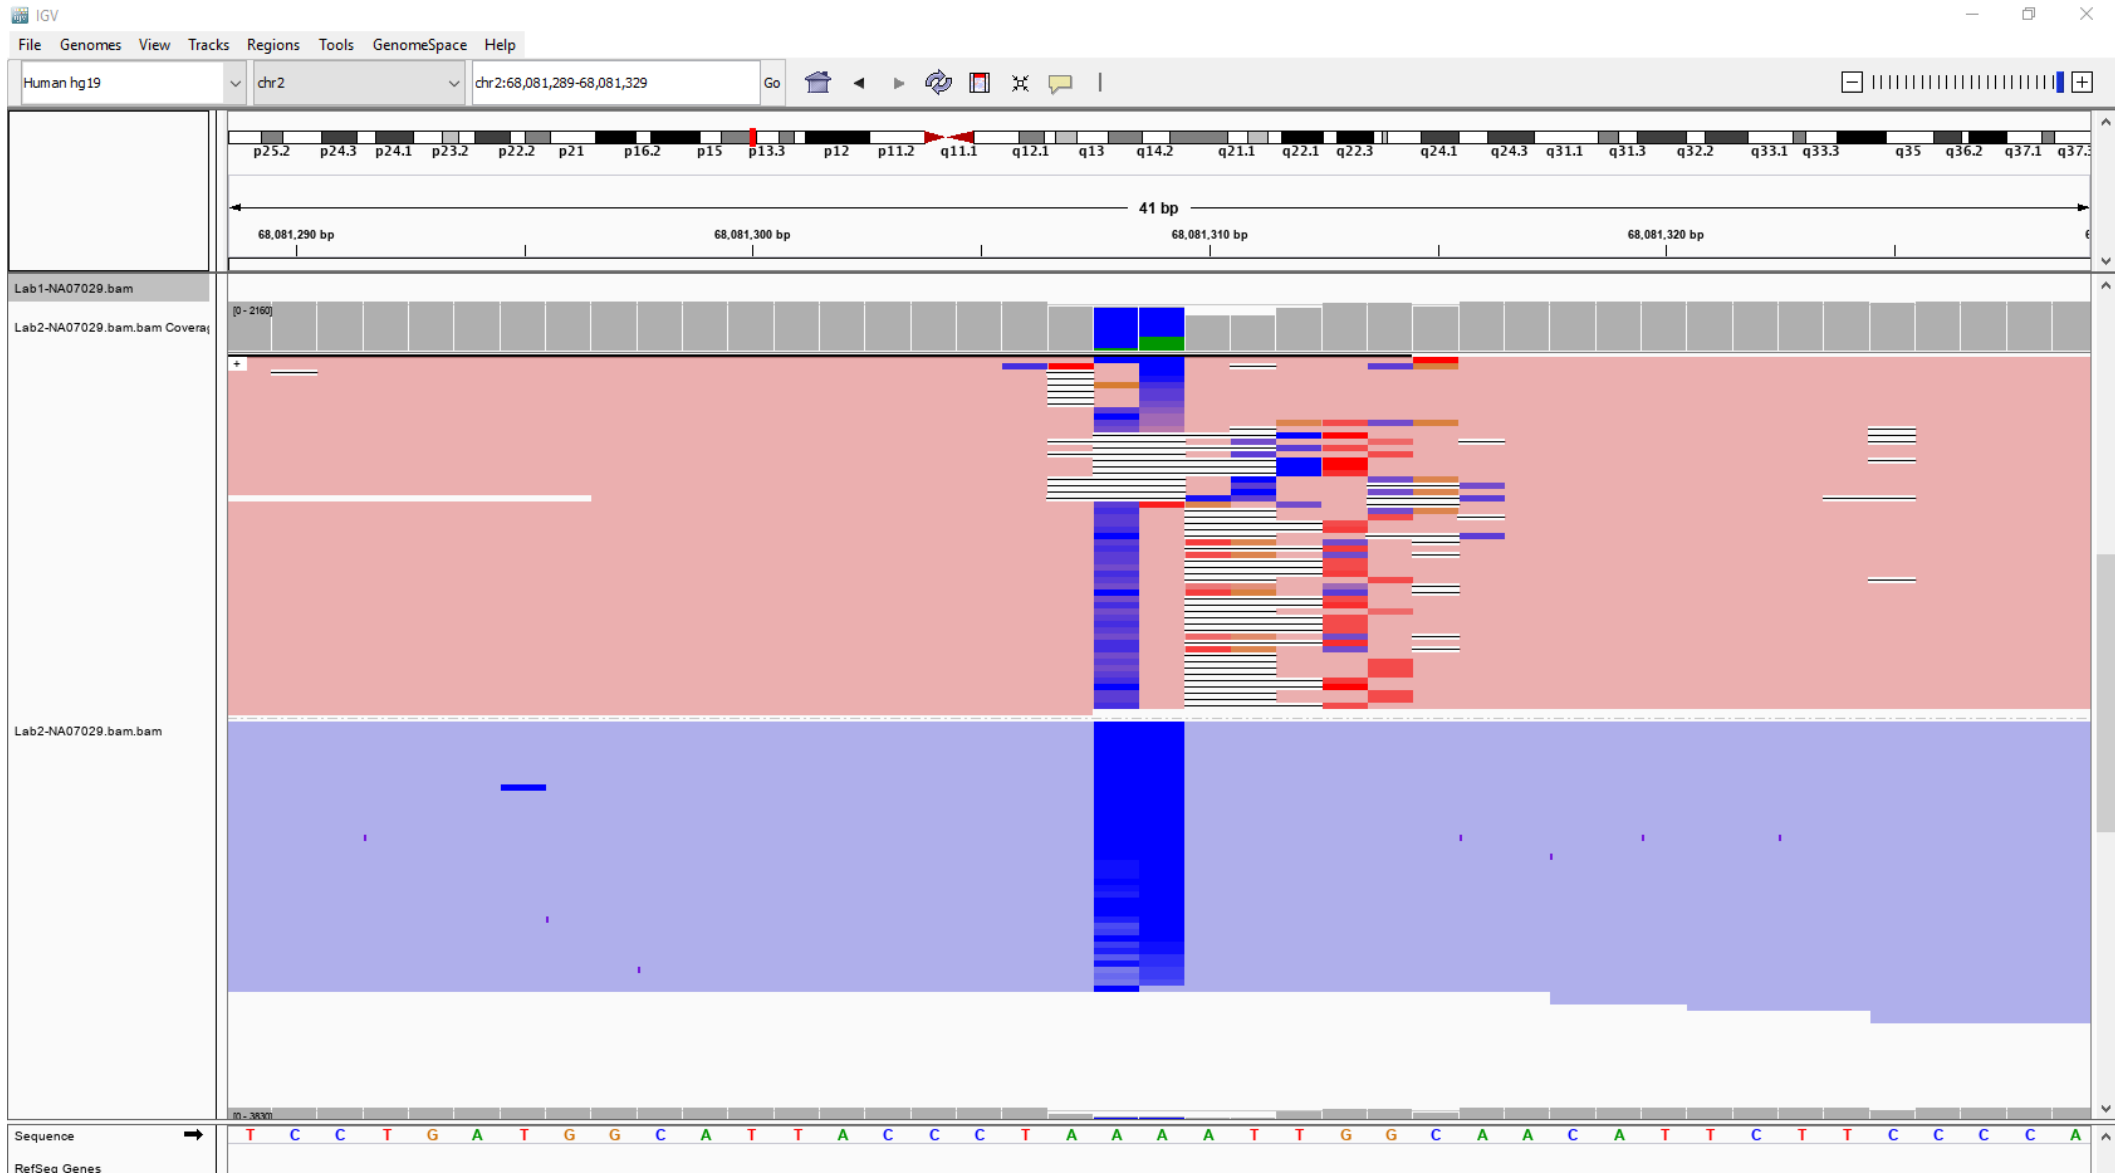 IGV
File Genomes View Tracks Regions Tools GenomeSpace Help
Human hg19 chr2 chr2:68,081,289-68,081,329 Go
p25.2 p24.3 p24.1 p23.2 p22.2 p21 p16.2 p15 p13.3 p12 p11.2 q11.1 q12.1 q13 q14.2 q21.1 q22.1 q22.3 q24.1 q24.3 q31.1 q31.3 q32.2 q33.1 q33.3 q35 q36.2 q37.1 q37.
41 bp
68,081,290 bp 68,081,300 bp 68,081,310 bp 68,081,320 bp
Lab1-NA07029.bam
[0 - 2160]
Lab2-NA07029.bam.bam Covera
+
Lab2-NA07029.bam.bam
[0 - 3830]
Sequence T C C T G A T G G C A T T A C C C T A A A A T T G G C A A C A T T C T T C C C C A
RefSeq Genes